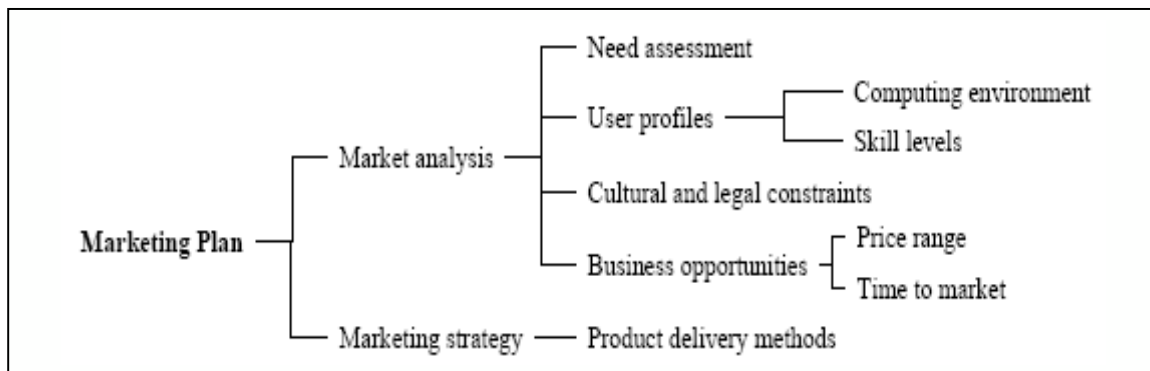 Need assessment
Computing environment
User profiles
Skill levels
Market analysis
Cultural and legal constraints
Marketing Plan
Price range
Business opportunities
Time to market
Marketing strategy
Product delivery methods